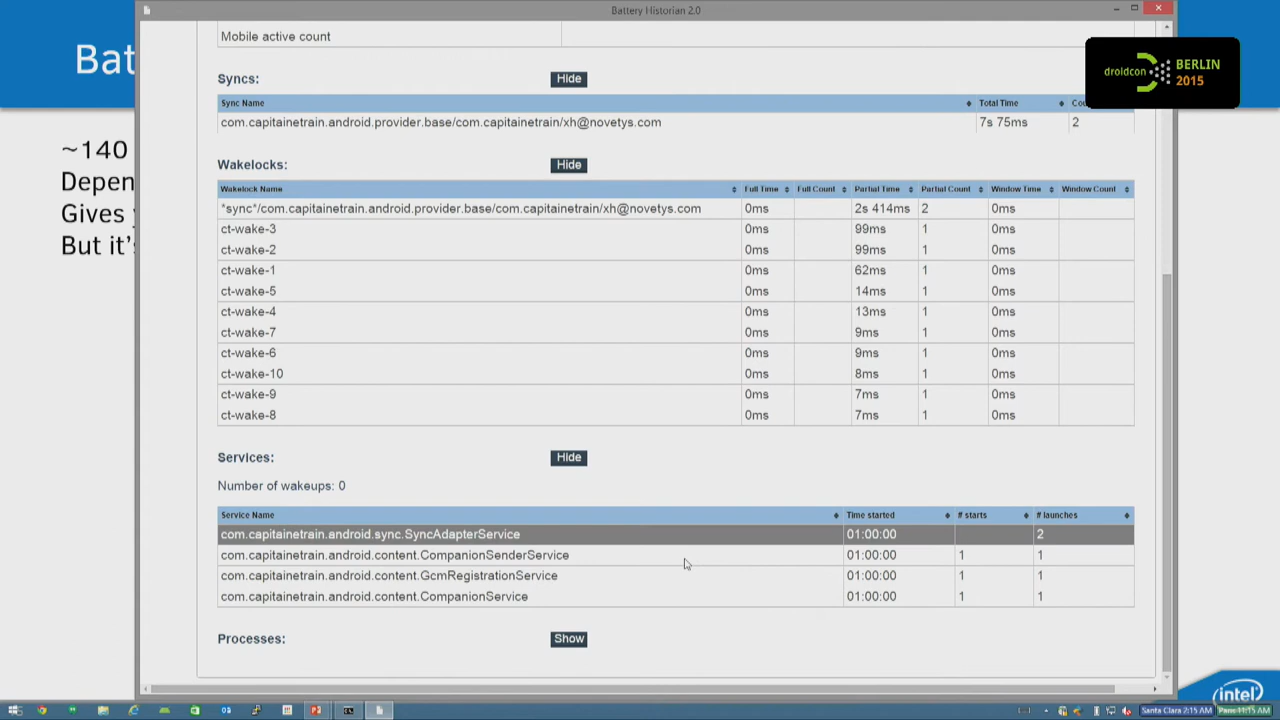 Battery Historian 2.0
Bat
~140
Depen
Gives
But it's
Mobile active count
droidcon BERLIN 2015
Syncs: Hide
Sync Name Total Time Cou
com.capitainetrain.android.provider.base/com.capitainetrain/xh@novetys.com 7s 75ms 2
Wakelocks: Hide
Wakelock Name Full Time Full Count Partial Time Partial Count Window Time Window Count
*sync*/com.capitainetrain.android.provider.base/com.capitainetrain/xh@novetys.com 0ms 2s 414ms 2 0ms
ct-wake-3 0ms 99ms 1 0ms
ct-wake-2 0ms 99ms 1 0ms
ct-wake-1 0ms 62ms 1 0ms
ct-wake-5 0ms 14ms 1 0ms
ct-wake-4 0ms 13ms 1 0ms
ct-wake-7 0ms 9ms 1 0ms
ct-wake-6 0ms 9ms 1 0ms
ct-wake-10 0ms 8ms 1 0ms
ct-wake-9 0ms 7ms 1 0ms
ct-wake-8 0ms 7ms 1 0ms
Services: Hide
Number of wakeups: 0
Service Name Time started # starts # launches
com.capitainetrain.android.sync.SyncAdapterService 01:00:00 2
com.capitainetrain.android.content.CompanionSenderService 01:00:00 1 1
com.capitainetrain.android.content.GcmRegistrationService 01:00:00 1 1
com.capitainetrain.android.content.CompanionService 01:00:00 1 1
Processes: Show
intel
Santa Clara 2:15 AM Paris 11:15 AM